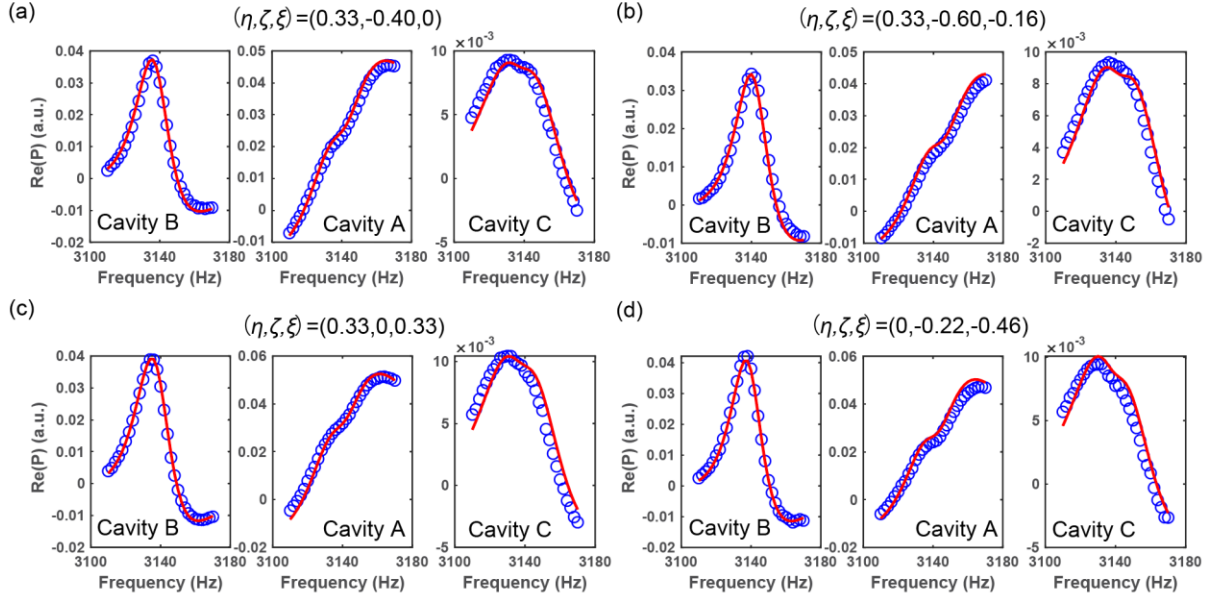 (a) (η,ζ,ξ)=(0.33,-0.40,0)
×10⁻³
Re(P) (a.u.)
0.04
0.03
0.02
0.01
0
-0.01
-0.02
Cavity B
3100 3140 3180
Frequency (Hz)
0.05
0.04
0.03
0.02
0.01
0
-0.01
Cavity A
3100 3140 3180
Frequency (Hz)
10
5
0
-5
Cavity C
3100 3140 3180
Frequency (Hz)
(b) (η,ζ,ξ)=(0.33,-0.60,-0.16)
×10⁻³
Re(P) (a.u.)
0.04
0.03
0.02
0.01
0
-0.01
Cavity B
3100 3140 3180
Frequency (Hz)
0.05
0.04
0.03
0.02
0.01
0
-0.01
Cavity A
3100 3140 3180
Frequency (Hz)
10
8
6
4
2
0
-2
Cavity C
3100 3140 3180
Frequency (Hz)
(c) (η,ζ,ξ)=(0.33,0,0.33)
×10⁻³
Re(P) (a.u.)
0.04
0.03
0.02
0.01
0
-0.01
-0.02
Cavity B
3100 3140 3180
Frequency (Hz)
0.06
0.04
0.02
0
-0.02
Cavity A
3100 3140 3180
Frequency (Hz)
10
5
0
-5
Cavity C
3100 3140 3180
Frequency (Hz)
(d) (η,ζ,ξ)=(0,-0.22,-0.46)
×10⁻³
Re(P) (a.u.)
0.04
0.03
0.02
0.01
0
-0.01
-0.02
Cavity B
3100 3140 3180
Frequency (Hz)
0.06
0.04
0.02
0
-0.02
Cavity A
3100 3140 3180
Frequency (Hz)
10
5
0
-5
Cavity C
3100 3140 3180
Frequency (Hz)